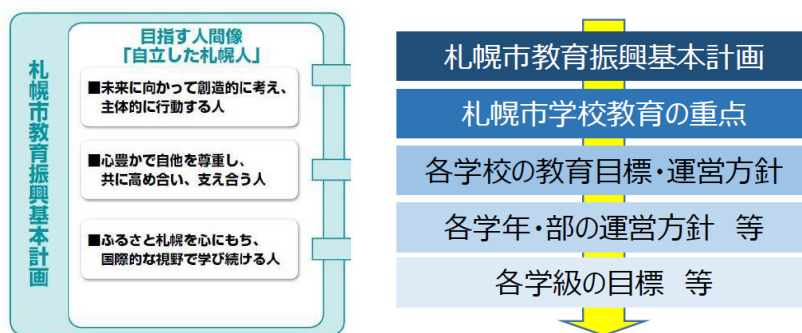 札幌市教育振興基本計画
目指す人間像
「自立した札幌人」
■未来に向かって創造的に考え、
主体的に行動する人
■心豊かで自他を尊重し、
共に高め合い、支え合う人
■ふるさと札幌を心にもち、
国際的な視野で学び続ける人
札幌市教育振興基本計画
札幌市学校教育の重点
各学校の教育目標・運営方針
各学年・部の運営方針 等
各学級の目標 等